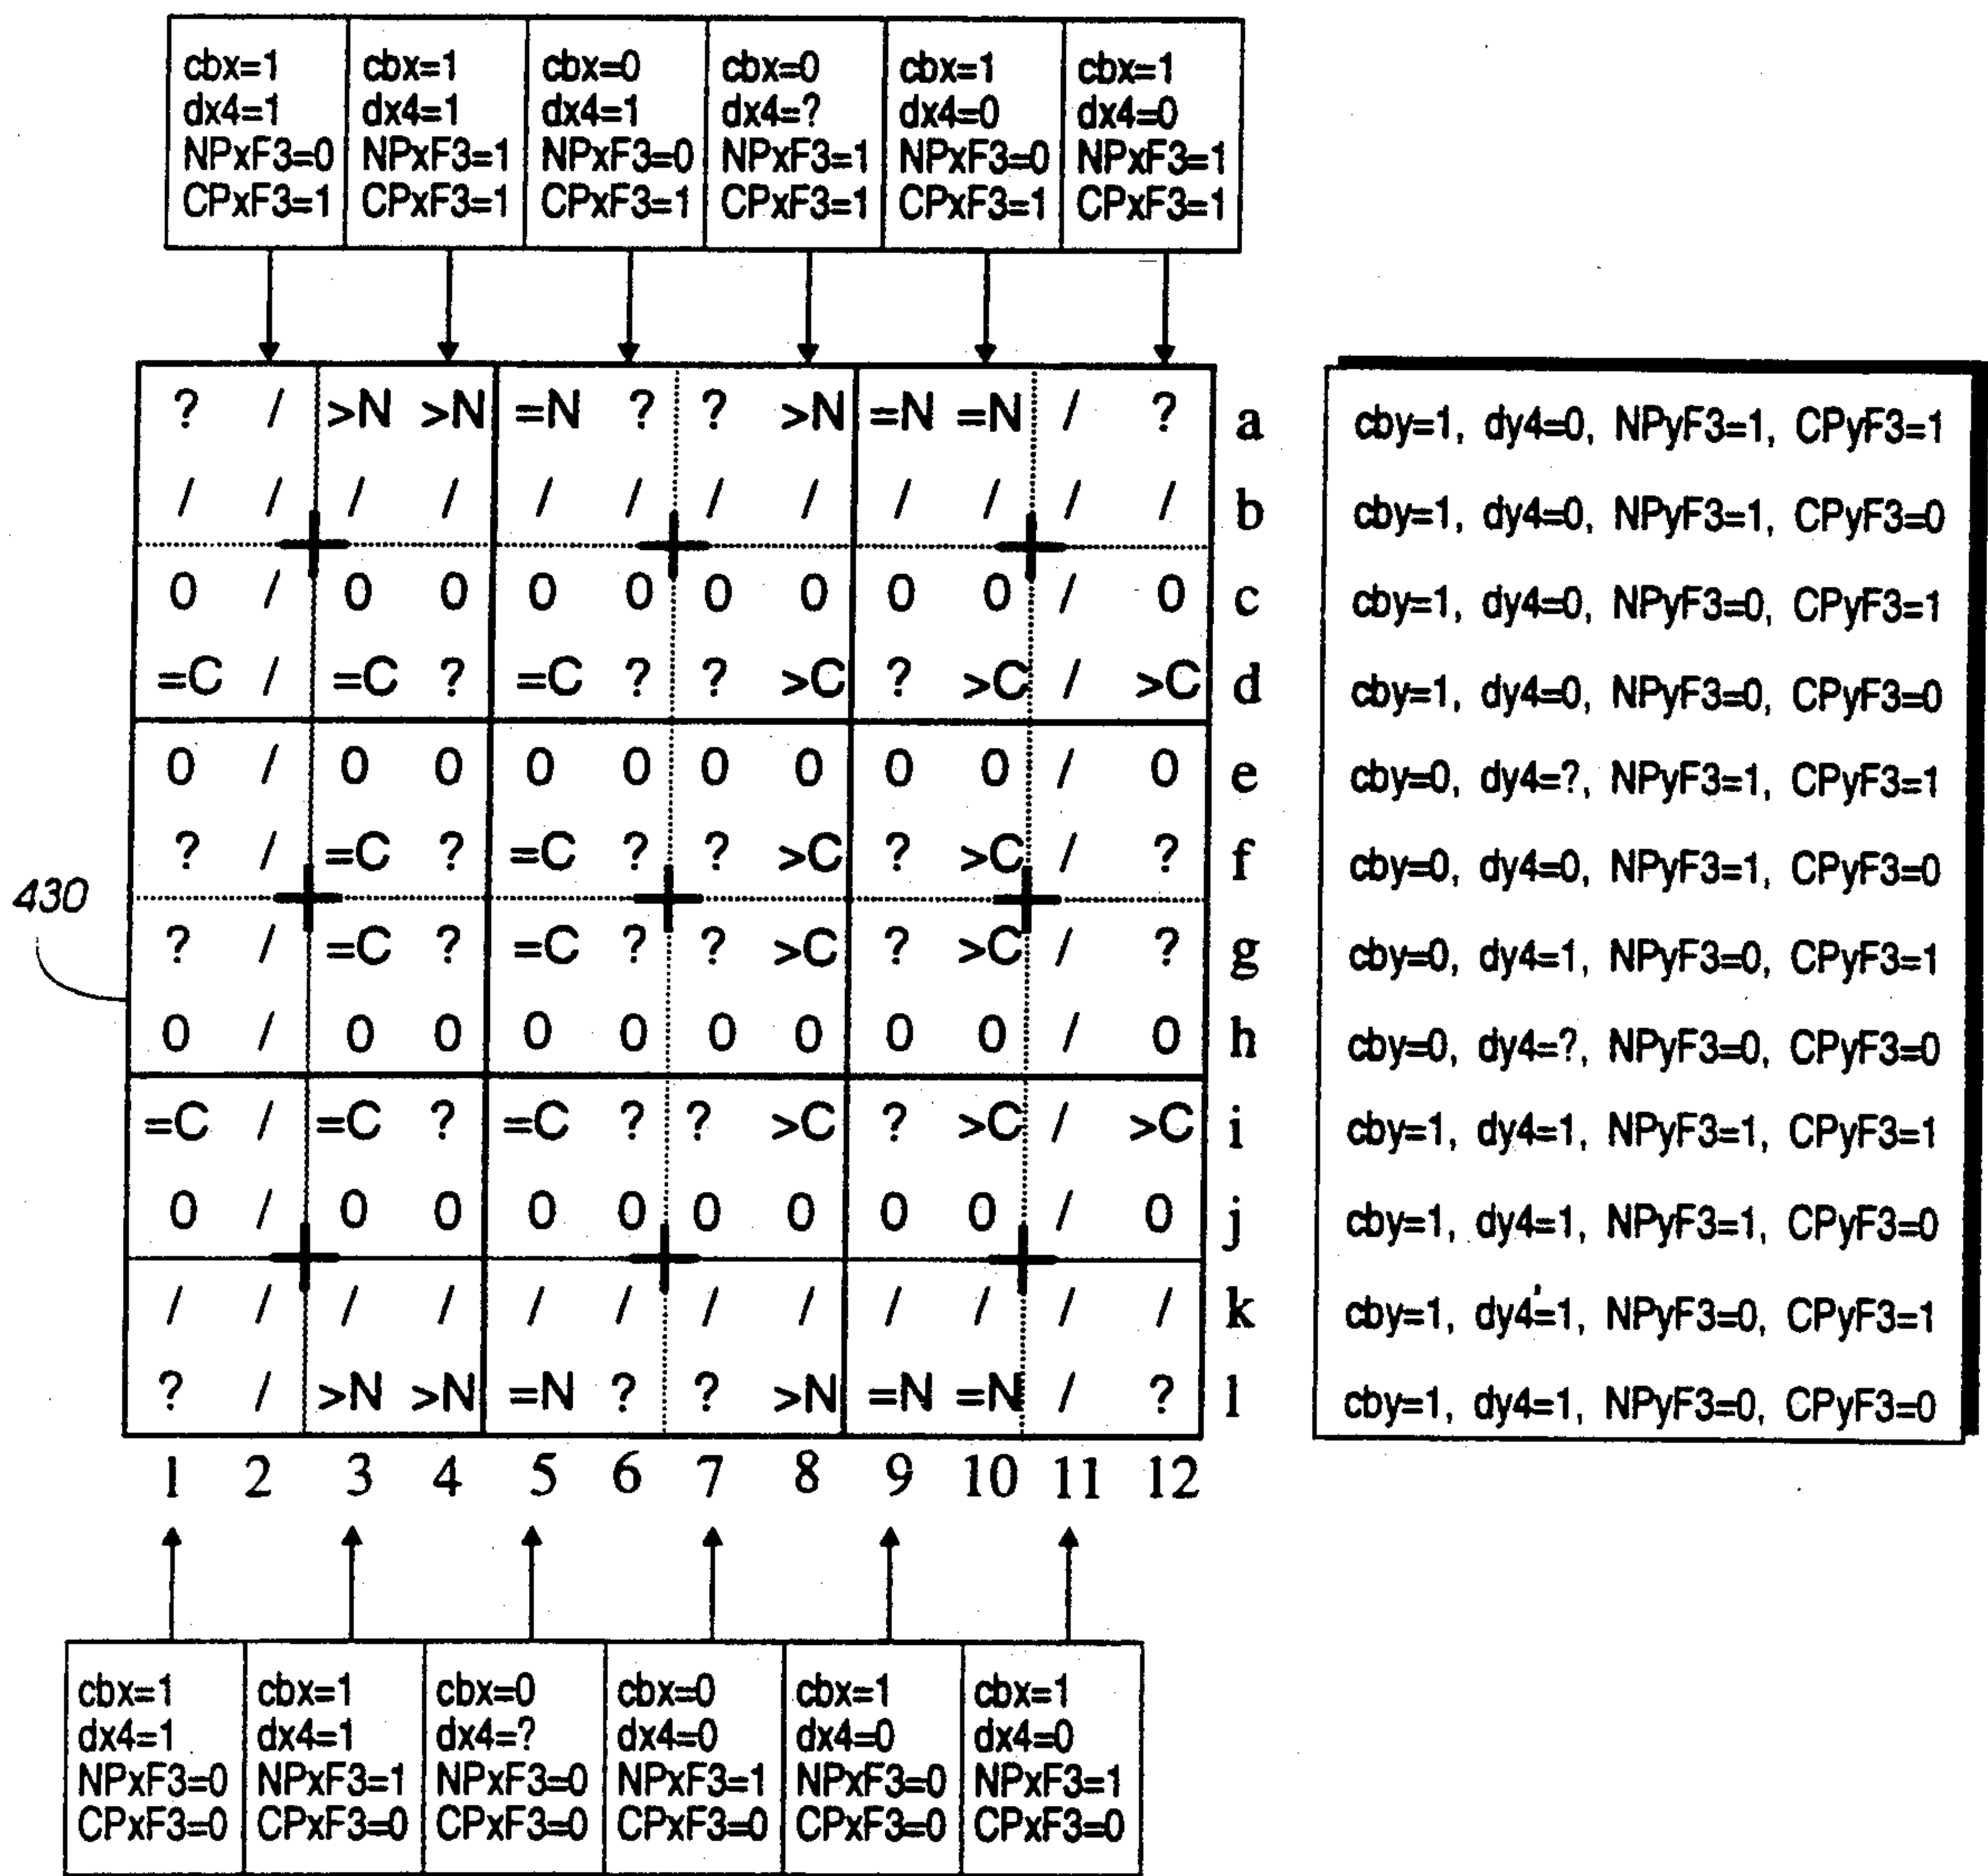 cbx=1 cbx=1 cbx=0 cbx=0 cbx=1 cbx=1
dx4=1 dx4=1 dx4=1 dx4=? dx4=0 dx4=0
NPxF3=0 NPxF3=1 NPxF3=0 NPxF3=1 NPxF3=0 NPxF3=1
CPxF3=1 CPxF3=1 CPxF3=1 CPxF3=1 CPxF3=1 CPxF3=1
? / >N >N =N ? ? >N =N =N / ? a cby=1, dy4=0, NPyF3=1, CPyF3=1
/ / / / / / / / / / / / b cby=1, dy4=0, NPyF3=1, CPyF3=0
0 / 0 0 0 0 0 0 0 0 / 0 c cby=1, dy4=0, NPyF3=0, CPyF3=1
=C / =C ? =C ? ? >C ? >C / >C d cby=1, dy4=0, NPyF3=0, CPyF3=0
0 / 0 0 0 0 0 0 0 0 / 0 e cby=0, dy4=?, NPyF3=1, CPyF3=1
? / =C ? =C ? ? >C ? >C / ? f cby=0, dy4=0, NPyF3=1, CPyF3=0
430
? / =C ? =C ? ? >C ? >C / ? g cby=0, dy4=1, NPyF3=0, CPyF3=1
0 / 0 0 0 0 0 0 0 0 / 0 h cby=0, dy4=?, NPyF3=0, CPyF3=0
=C / =C ? =C ? ? >C ? >C / >C i cby=1, dy4=1, NPyF3=1, CPyF3=1
0 / 0 0 0 0 0 0 0 0 / 0 j cby=1, dy4=1, NPyF3=1, CPyF3=0
/ / / / / / / / / / / / k cby=1, dy4=1, NPyF3=0, CPyF3=1
? / >N >N =N ? ? >N =N =N / ? l cby=1, dy4=1, NPyF3=0, CPyF3=0
1 2 3 4 5 6 7 8 9 10 11 12
cbx=1 cbx=1 cbx=0 cbx=0 cbx=1 cbx=1
dx4=1 dx4=1 dx4=? dx4=0 dx4=0 dx4=0
NPxF3=0 NPxF3=1 NPxF3=0 NPxF3=1 NPxF3=0 NPxF3=1
CPxF3=0 CPxF3=0 CPxF3=0 CPxF3=0 CPxF3=0 CPxF3=0